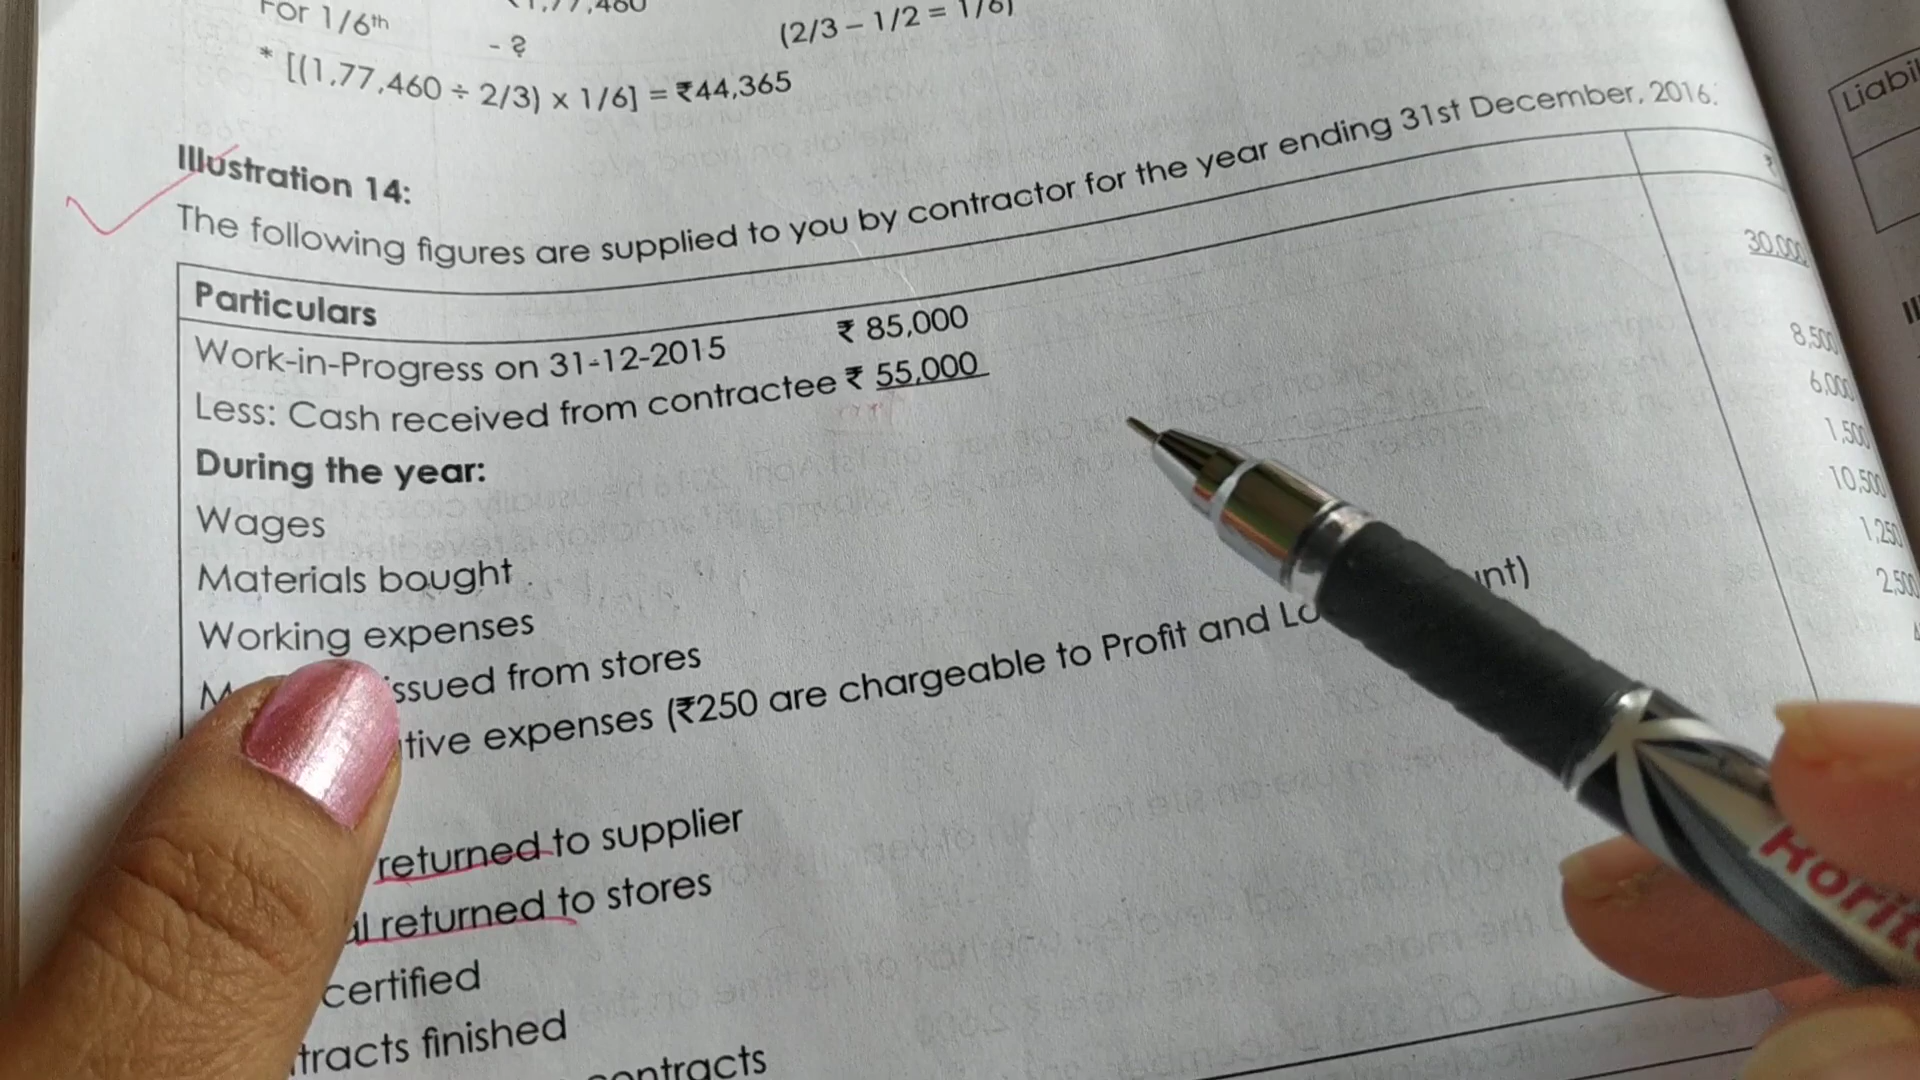 For 1/6th - ? (2/3 – 1/2 = 1/6)
* [(1,77,460 ÷ 2/3) x 1/6] = ₹44,365
Illustration 14:
The following figures are supplied to you by contractor for the year ending 31st December, 2016.
Particulars ₹
Work-in-Progress on 31-12-2015 ₹ 85,000
Less: Cash received from contractee ₹ 55,000 30,000
During the year:
Wages 8,500
Materials bought 6,000
Working expenses 1,500
issued from stores 10,500
tive expenses (₹250 are chargeable to Profit and Lo unt) 1,250
2,500
returned to supplier
l returned to stores
certified
tracts finished
contracts
Liabil